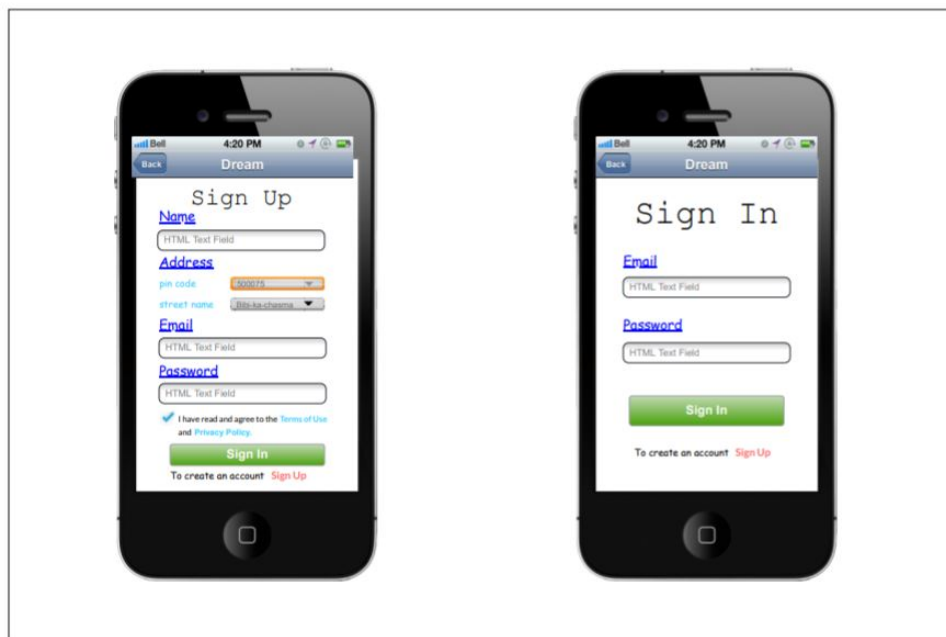 Bell 4:20 PM
Back Dream
Sign Up
Name
HTML Text Field
Address
pin code 500075
street name Bibi-ka-chasma
Email
HTML Text Field
Password
HTML Text Field
I have read and agree to the Terms of Use
and Privacy Policy.
Sign In
To create an account Sign Up
Bell 4:20 PM
Back Dream
Sign In
Email
HTML Text Field
Password
HTML Text Field
Sign In
To create an account Sign Up